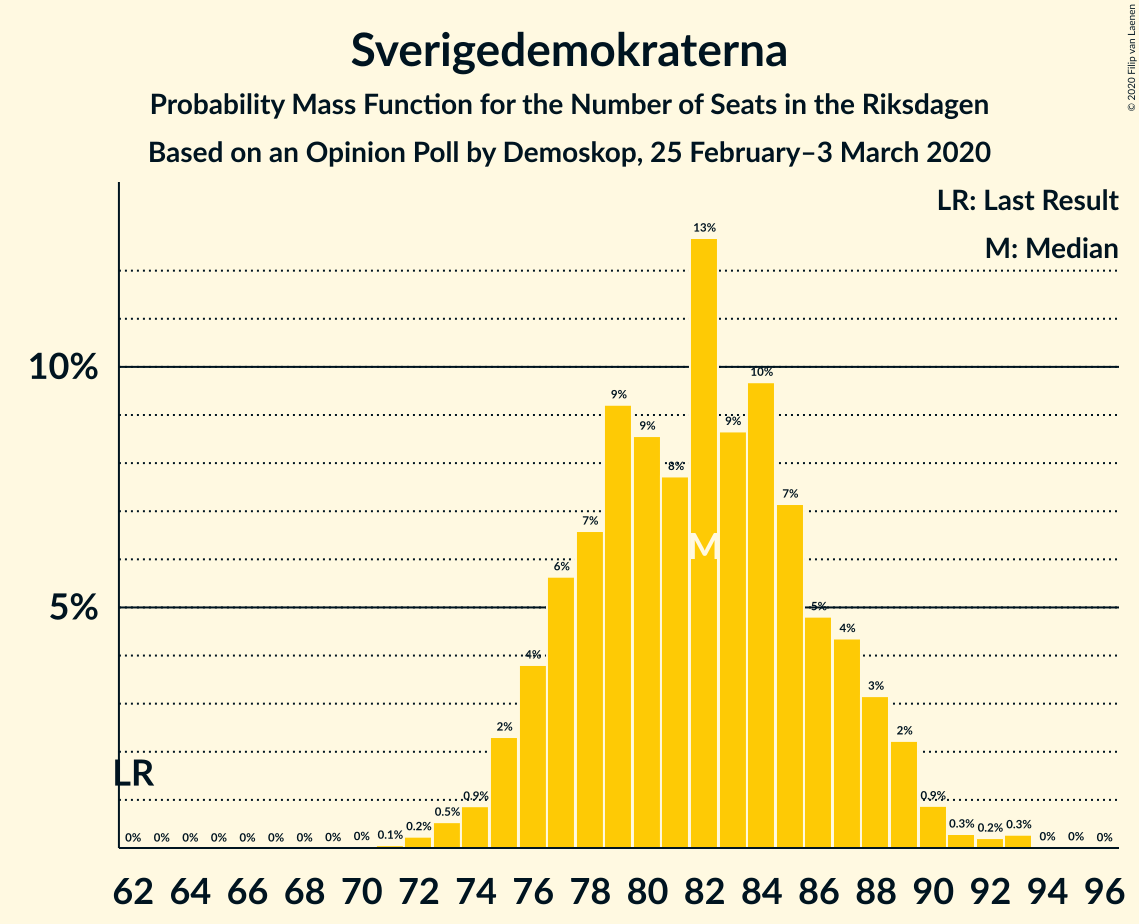 Sverigedemokraterna
Probability Mass Function for the Number of Seats in the Riksdagen
Based on an Opinion Poll by Demoskop, 25 February–3 March 2020
© 2020 Filip van Laenen
LR: Last Result
M: Median
10%
5%
LR
M
0% 0% 0% 0% 0% 0% 0% 0% 0% 0.1% 0.2% 0.5% 0.9% 2% 4% 6% 7% 9% 9% 8% 13% 9% 10% 7% 5% 4% 3% 2% 0.9% 0.3% 0.2% 0.3% 0% 0% 0%
62 64 66 68 70 72 74 76 78 80 82 84 86 88 90 92 94 96